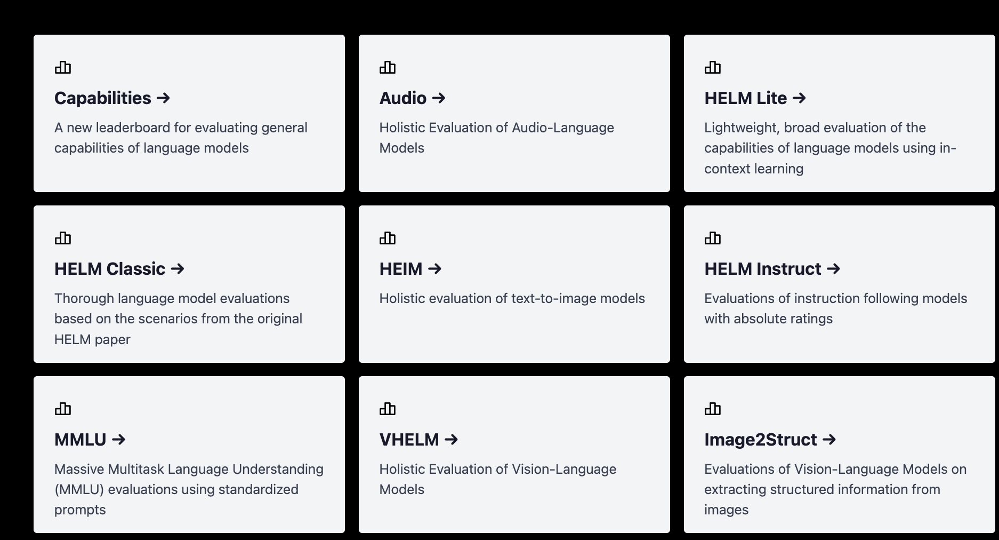 Capabilities →
A new leaderboard for evaluating general
capabilities of language models
Audio →
Holistic Evaluation of Audio-Language
Models
HELM Lite →
Lightweight, broad evaluation of the
capabilities of language models using in-
context learning
HELM Classic →
Thorough language model evaluations
based on the scenarios from the original
HELM paper
HEIM →
Holistic evaluation of text-to-image models
HELM Instruct →
Evaluations of instruction following models
with absolute ratings
MMLU →
Massive Multitask Language Understanding
(MMLU) evaluations using standardized
prompts
VHELM →
Holistic Evaluation of Vision-Language
Models
Image2Struct →
Evaluations of Vision-Language Models on
extracting structured information from
images